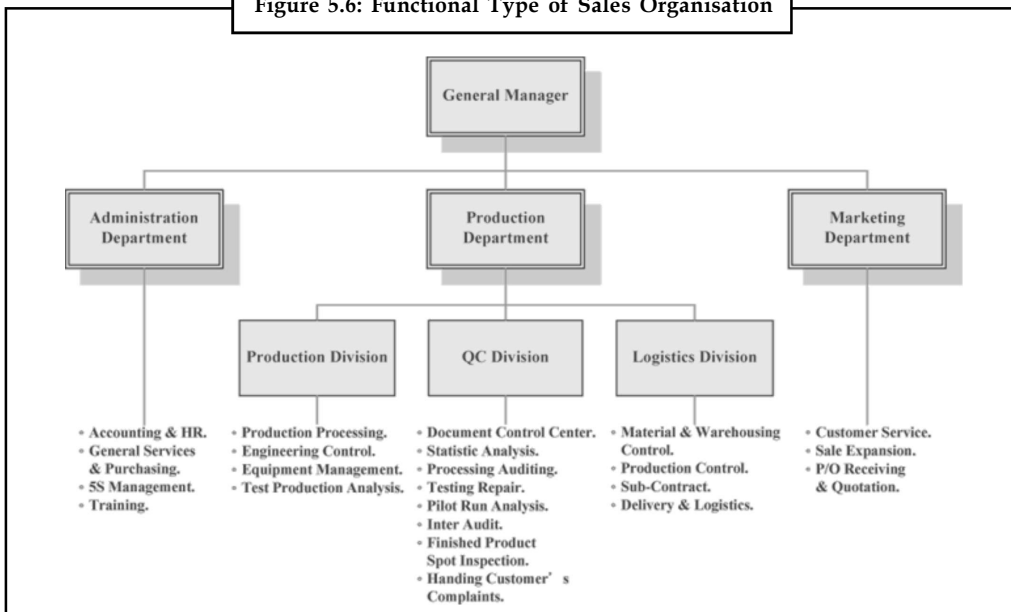 Figure 5.6: Functional Type of Sales Organisation
General Manager
Administration
Department
Production
Department
Marketing
Department
Production Division
QC Division
Logistics Division
• Accounting & HR.
• General Services
& Purchasing.
• 5S Management.
• Training.
• Production Processing.
• Engineering Control.
• Equipment Management.
• Test Production Analysis.
• Document Control Center.
• Statistic Analysis.
• Processing Auditing.
• Testing Repair.
• Pilot Run Analysis.
• Inter Audit.
• Finished Product
Spot Inspection.
• Handing Customer's
Complaints.
• Material & Warehousing
Control.
• Production Control.
• Sub-Contract.
• Delivery & Logistics.
• Customer Service.
• Sale Expansion.
• P/O Receiving
& Quotation.